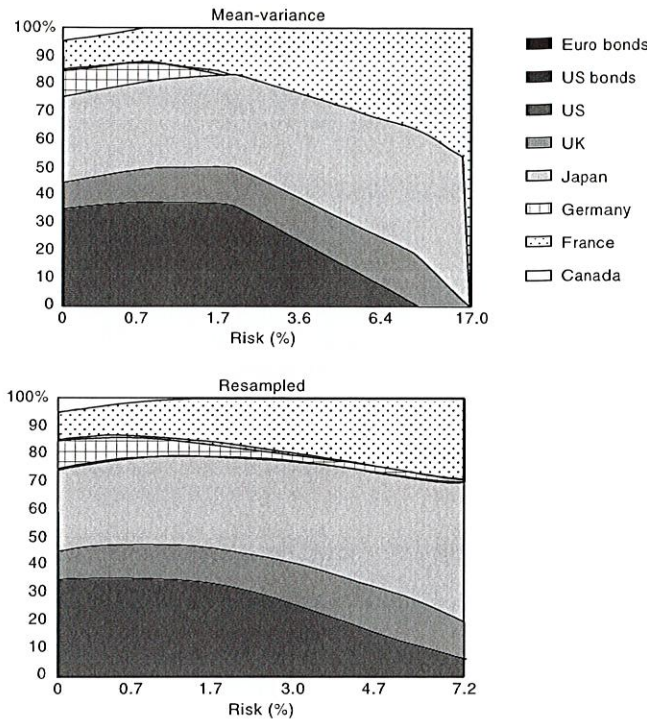 Mean-variance
100%
90
80
70
60
50
40
30
20
10
0
0 0.7 1.7 3.6 6.4 17.0
Risk (%)
Euro bonds
US bonds
US
UK
Japan
Germany
France
Canada
Resampled
100%
90
80
70
60
50
40
30
20
10
0
0 0.7 1.7 3.0 4.7 7.2
Risk (%)